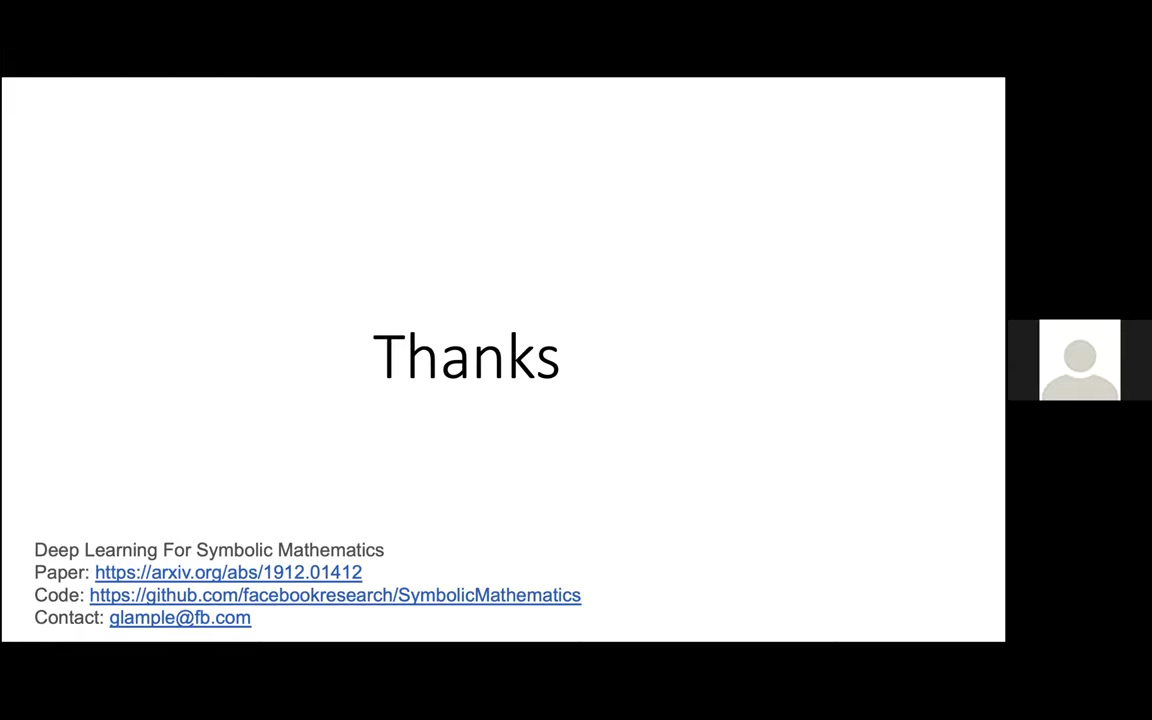 Thanks
Deep Learning For Symbolic Mathematics
Paper: https://arxiv.org/abs/1912.01412
Code: https://github.com/facebookresearch/SymbolicMathematics
Contact: glample@fb.com